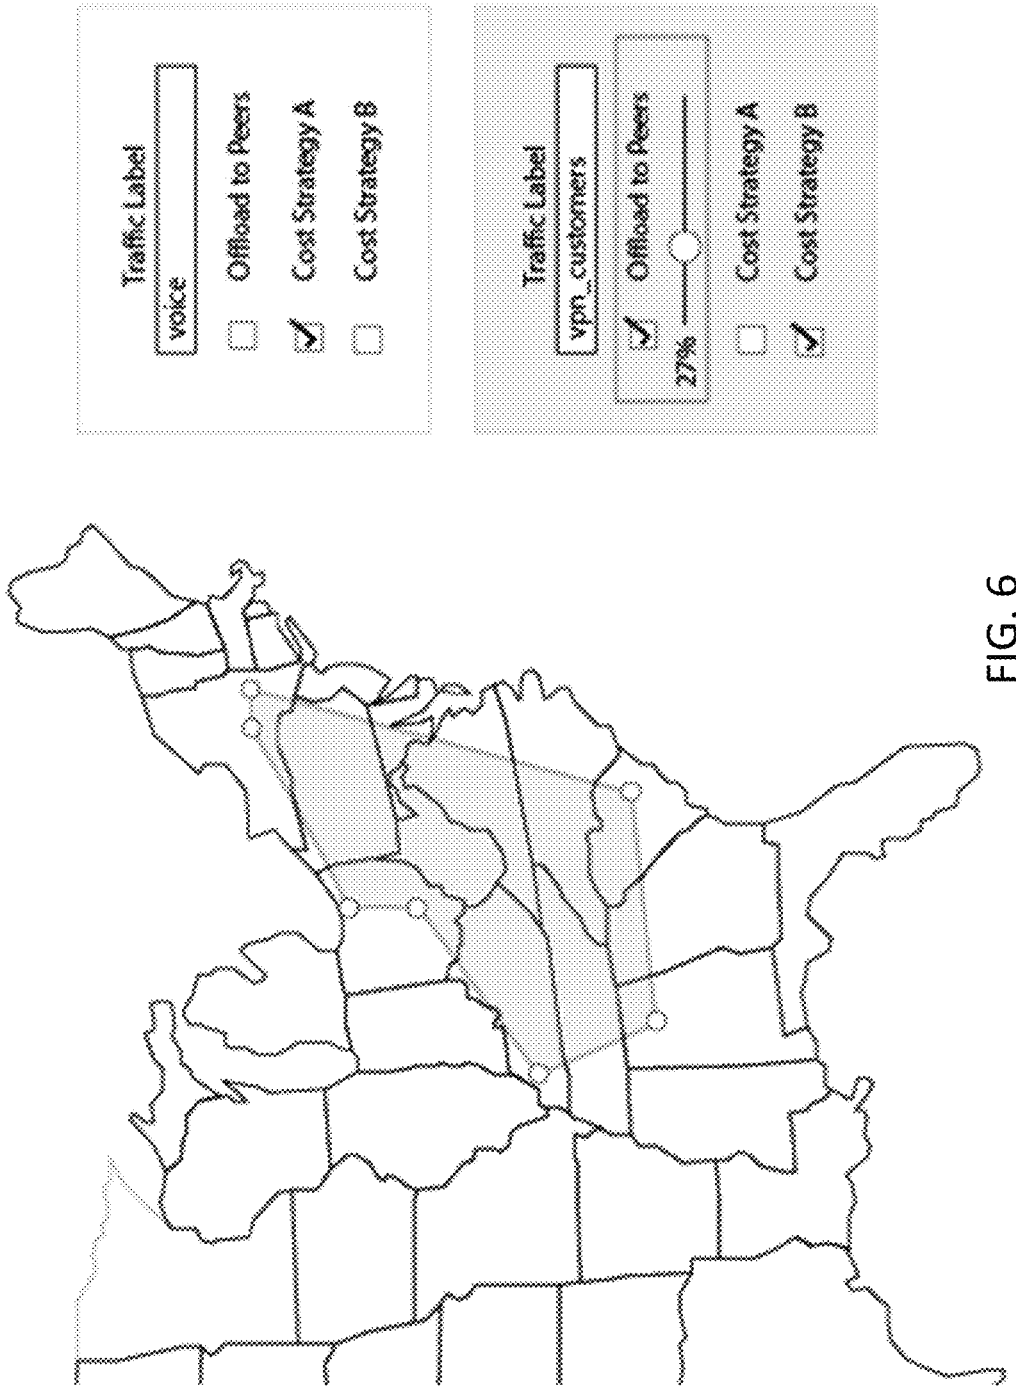 Traffic Label
voice
Offload to Peers
Cost Strategy A
Cost Strategy B
Traffic Label
vpn_customers
Offload to Peers
27%
Cost Strategy A
Cost Strategy B
FIG. 6